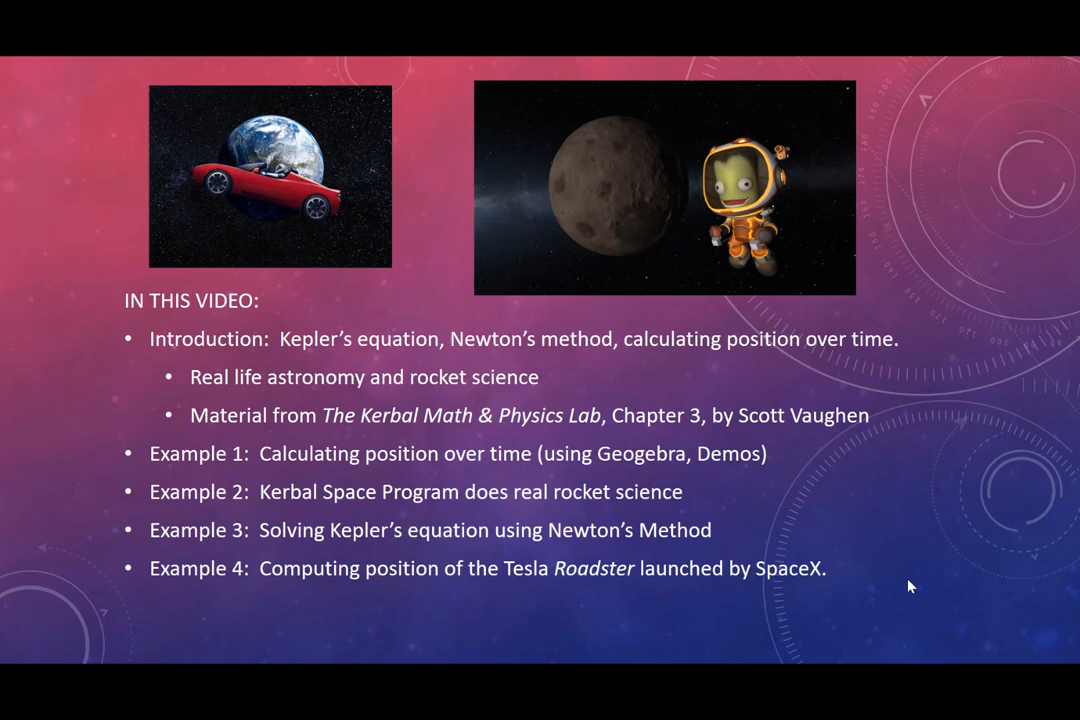 IN THIS VIDEO:
• Introduction:  Kepler's equation, Newton's method, calculating position over time.
• Real life astronomy and rocket science
• Material from The Kerbal Math & Physics Lab, Chapter 3, by Scott Vaughen
• Example 1:  Calculating position over time (using Geogebra, Demos)
• Example 2:  Kerbal Space Program does real rocket science
• Example 3:  Solving Kepler's equation using Newton's Method
• Example 4:  Computing position of the Tesla Roadster launched by SpaceX.